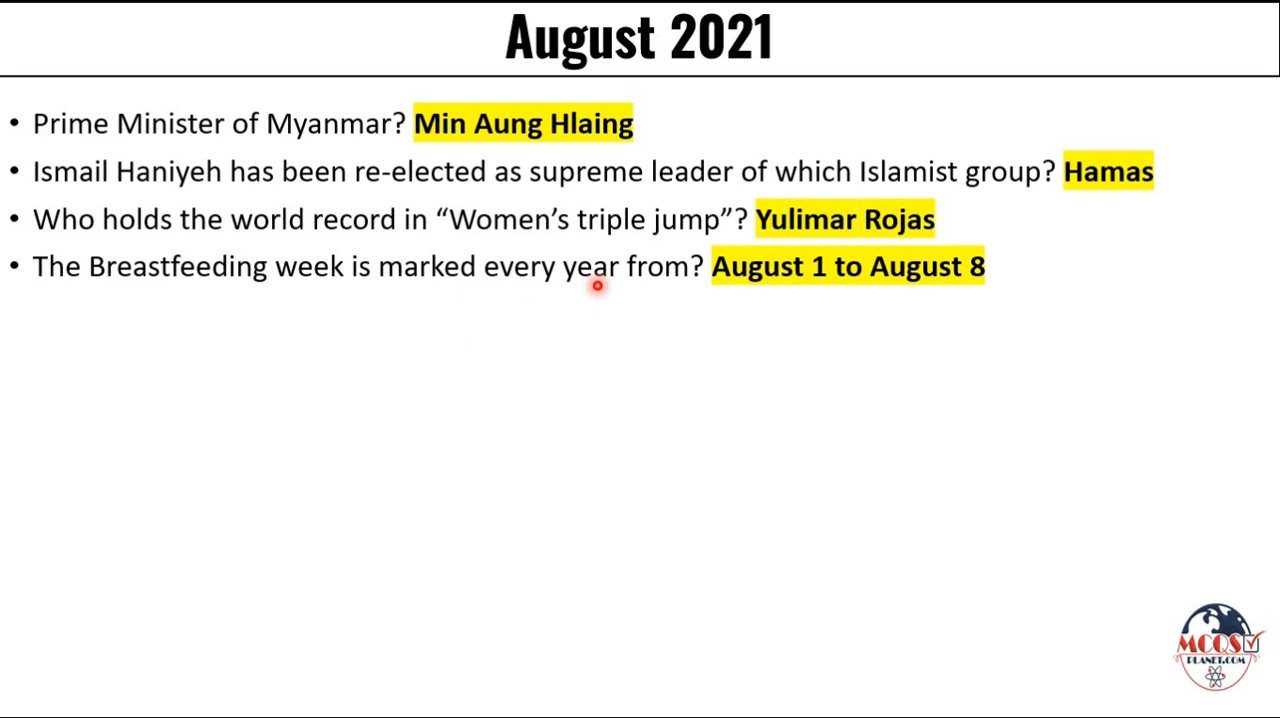 August 2021
• Prime Minister of Myanmar? Min Aung Hlaing
• Ismail Haniyeh has been re-elected as supreme leader of which Islamist group? Hamas
• Who holds the world record in “Women’s triple jump”? Yulimar Rojas
• The Breastfeeding week is marked every year from? August 1 to August 8
MCQS
PLANET.COM